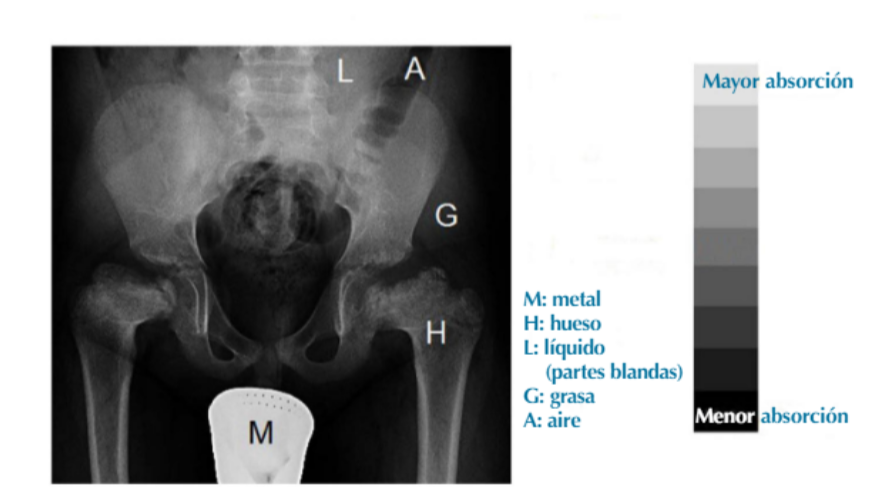 L A
G
H
M
M: metal
H: hueso
L: líquido
(partes blandas)
G: grasa
A: aire
Mayor absorción
Menor absorción